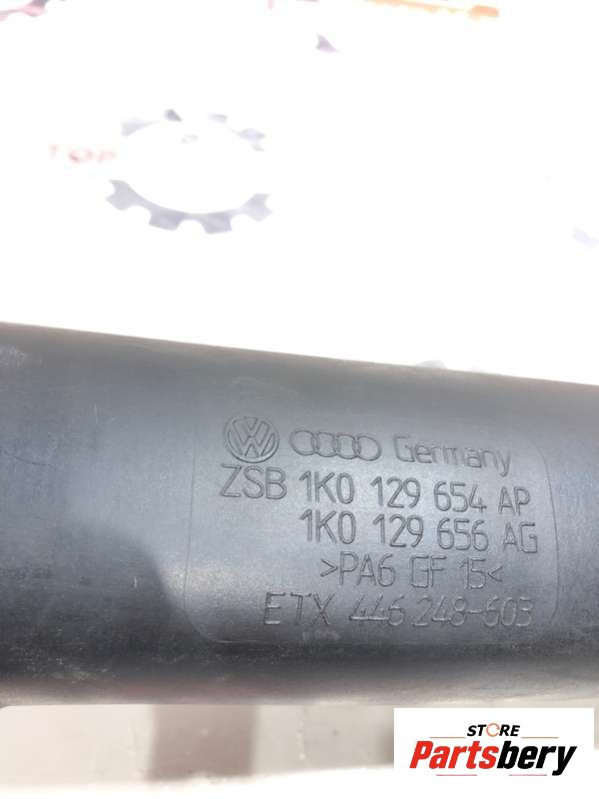 TOP
Germany
ZSB 1K0 129 654 AP
1K0 129 656 AG
>PA6 GF 15<
ETX 446 248-603
STORE
Partsbery